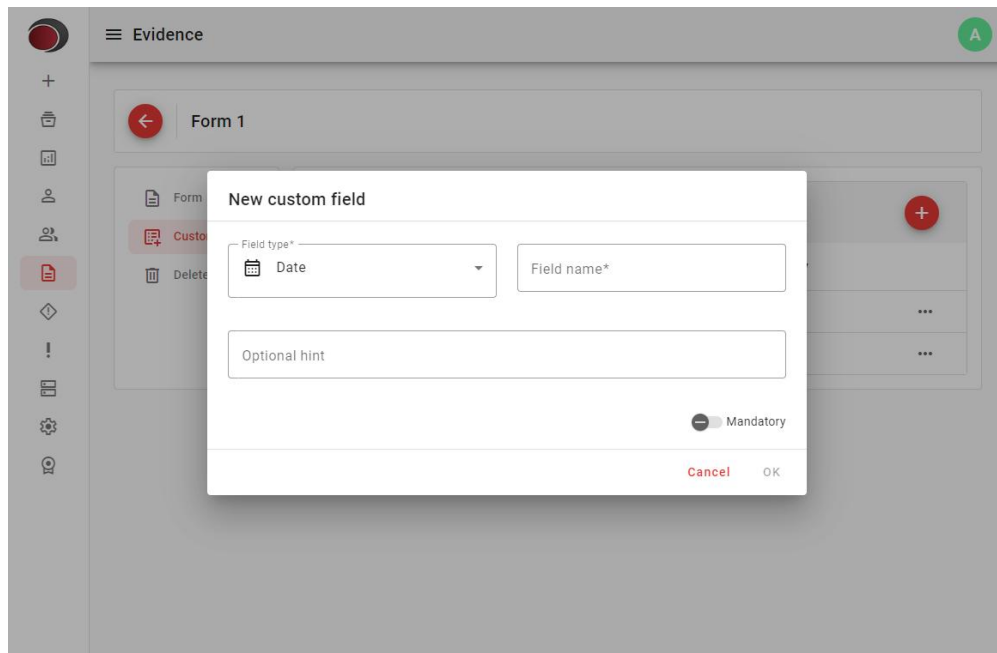 Evidence
A
Form 1
New custom field
Form
Custo
Delete
Field type*
Date
Field name*
Optional hint
Mandatory
Cancel OK